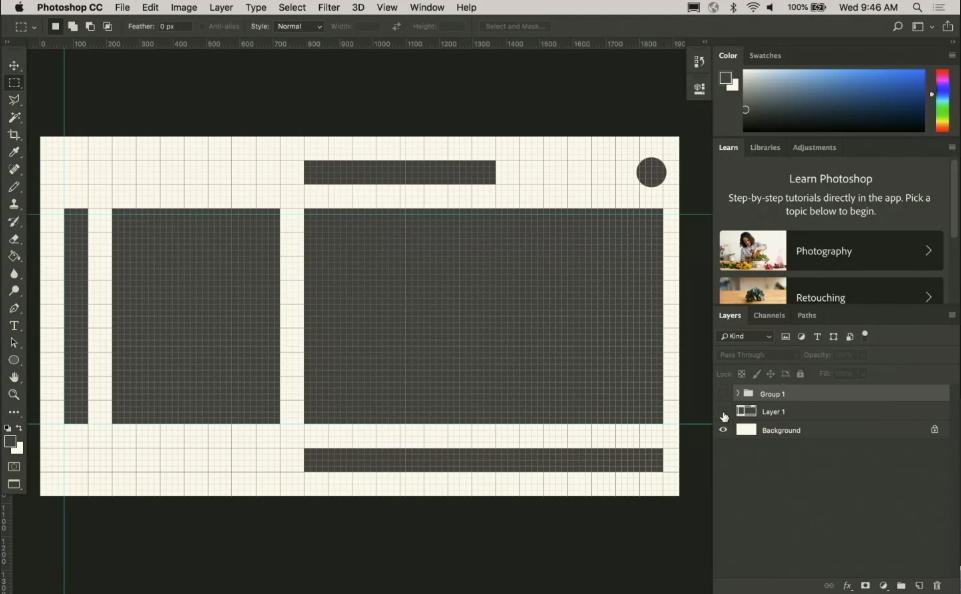 Photoshop CC File Edit Image Layer Type Select Filter 3D View Window Help 100% Wed 9:46 AM
Feather: 0 px Anti-alias Style: Normal Width: Height: Select and Mask...
0 100 200 300 400 500 600 700 800 900 1000 1100 1200 1300 1400 1500 1600 1700 1800 1900
Color Swatches
Learn Libraries Adjustments
Learn Photoshop
Step-by-step tutorials directly in the app. Pick a
topic below to begin.
Photography
Retouching
Layers Channels Paths
Kind
Pass Through Opacity: 100%
Lock: Fill: 100%
Group 1
Layer 1
Background